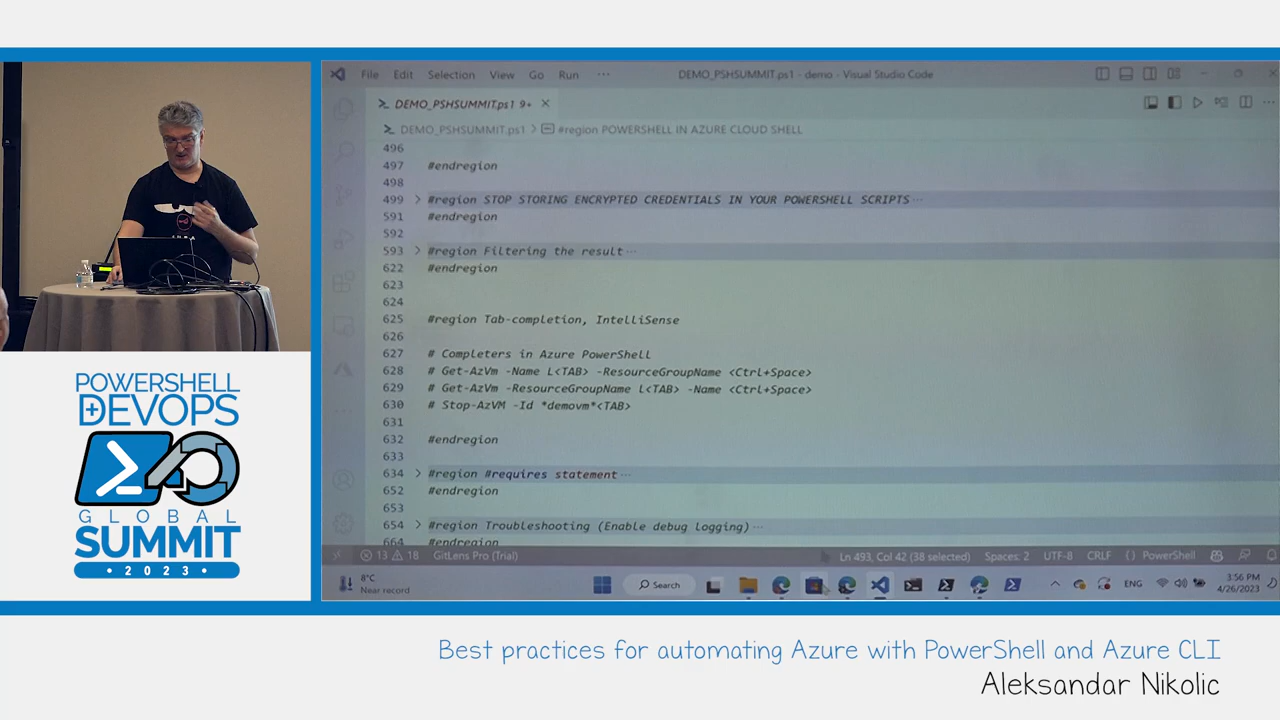 File Edit Selection View Go Run ··· DEMO_PSHSUMMIT.ps1 - demo - Visual Studio Code
DEMO_PSHSUMMIT.ps1 9+
DEMO_PSHSUMMIT.ps1 > #region POWERSHELL IN AZURE CLOUD SHELL
496
497 #endregion
498
499 > #region STOP STORING ENCRYPTED CREDENTIALS IN YOUR POWERSHELL SCRIPTS ···
591 #endregion
592
593 > #region Filtering the result ···
622 #endregion
623
624
625 #region Tab-completion, IntelliSense
626
627 # Completers in Azure PowerShell
628 # Get-AzVm -Name L<TAB> -ResourceGroupName <Ctrl+Space>
629 # Get-AzVm -ResourceGroupName l<TAB> -Name <Ctrl+Space>
630 # Stop-AzVM -Id *demovm*<TAB>
631
632 #endregion
633
634 > #region #requires statement ···
652 #endregion
653
654 > #region Troubleshooting (Enable debug logging) ···
664 #endregion
13 18 GitLens Pro (Trial) Ln 493, Col 42 (38 selected) Spaces: 2 UTF-8 CRLF {} PowerShell
8°C
Near record
Search
ENG
3:56 PM
4/26/2023
POWERSHELL
+DEVOPS
GLOBAL
SUMMIT
·2023·
Best practices for automating Azure with PowerShell and Azure CLI
Aleksandar Nikolic